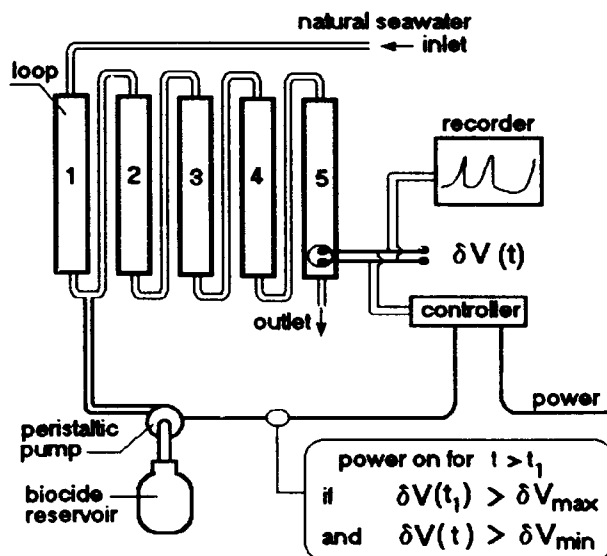 natural seawater
inlet
loop
recorder
1
2
3
4
5
δV (t)
outlet
controller
power
peristaltic
pump
biocide
reservoir
power on for t > t₁
if δV(t₁) > δVmax
and δV(t) > δVmin